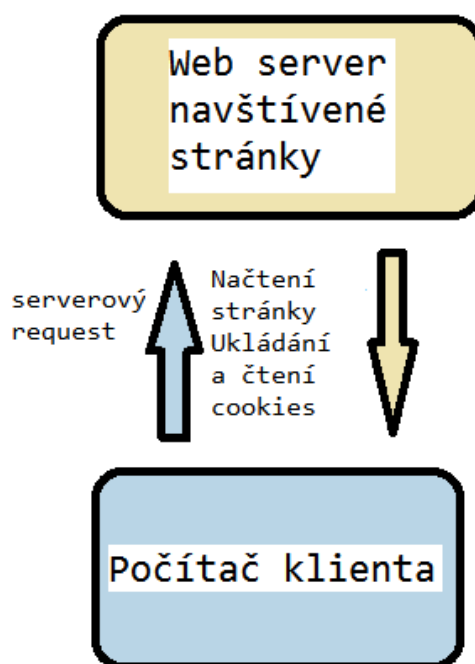 Web server
navštívené
stránky
serverový
request
Načtení
stránky
Ukládání
a čtení
cookies
Počítač klienta